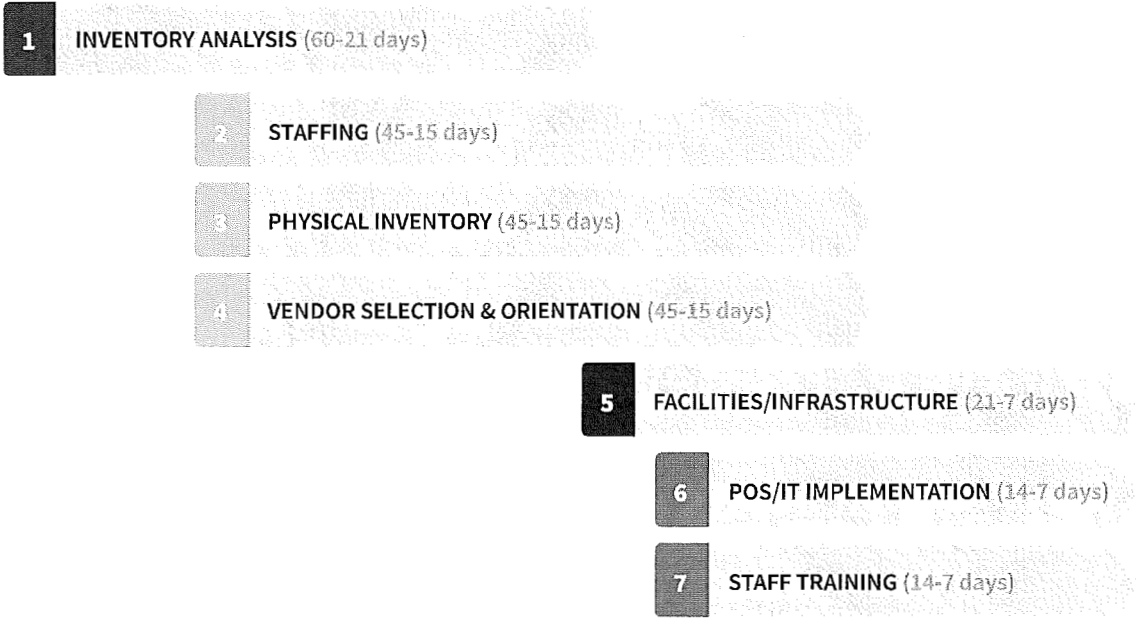 1 INVENTORY ANALYSIS (60-21 days)
2 STAFFING (45-15 days)
3 PHYSICAL INVENTORY (45-15 days)
4 VENDOR SELECTION & ORIENTATION (45-15 days)
5 FACILITIES/INFRASTRUCTURE (21-7 days)
6 POS/IT IMPLEMENTATION (14-7 days)
7 STAFF TRAINING (14-7 days)